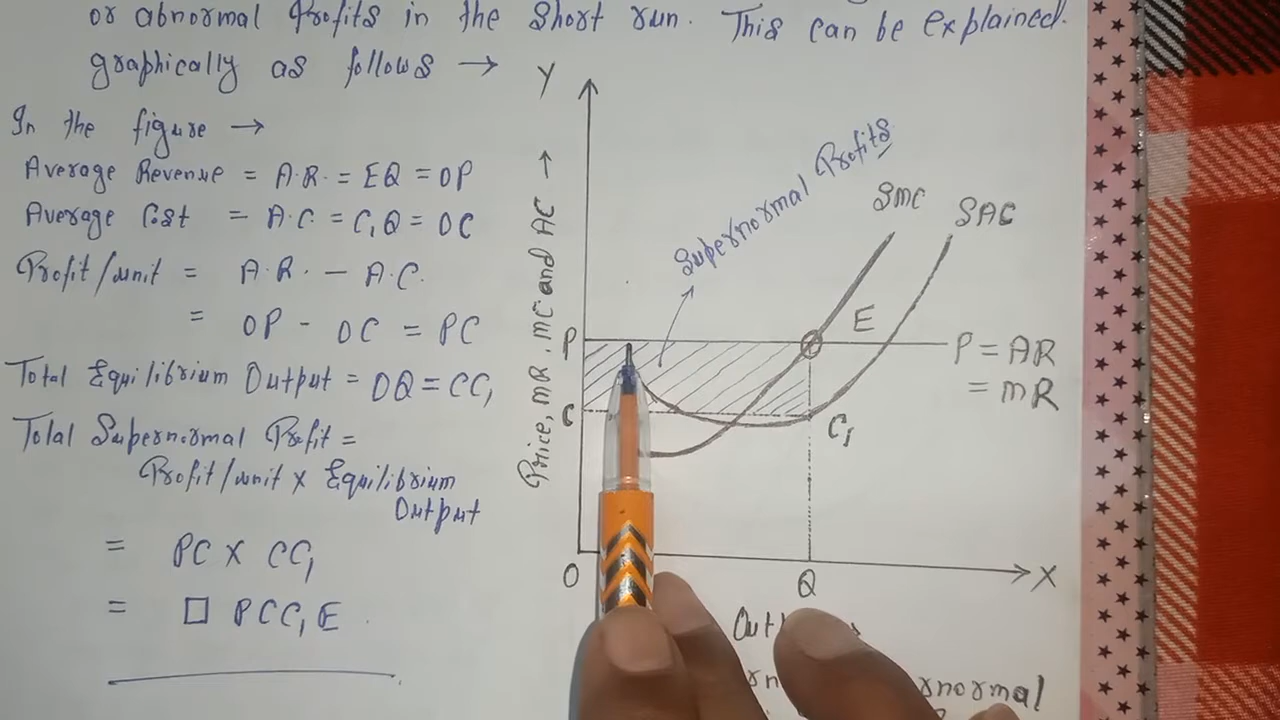 or abnormal Profits in the short run. This can be explained.
graphically as follows →
In the figure →
Average Revenue = A.R. = EQ = OP
Average Cost = A.C. = C₁Q = OC
Profit/unit = A.R. – A.C.
= OP - OC = PC
Total Equilibrium Output = OQ = CC₁
Total Supernormal Profit =
Profit/unit x Equilibrium
Output
= PC x CC₁
= □ PCC₁E
Y
Price, MR, MC and AC →
Supernormal Profits
SMC
SAC
P
E
P = AR
= MR
C
C₁
O
Q
X